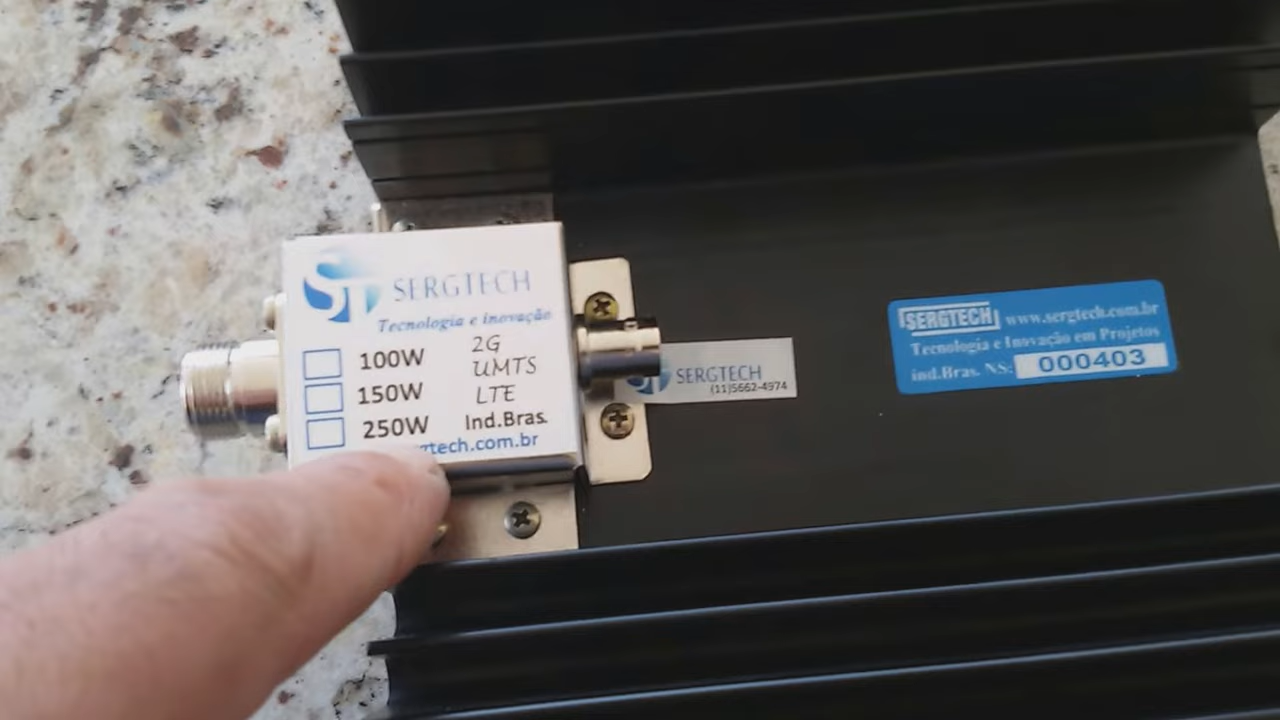 ST SERGTECH
Tecnologia e inovação
100W 2G
150W UMTS
250W LTE
Ind.Bras.
gtech.com.br
SERGTECH
(11)5662-4974
SERGTECH www.sergtech.com.br
Tecnologia e Inovação em Projetos
ind.Bras. NS: 000403